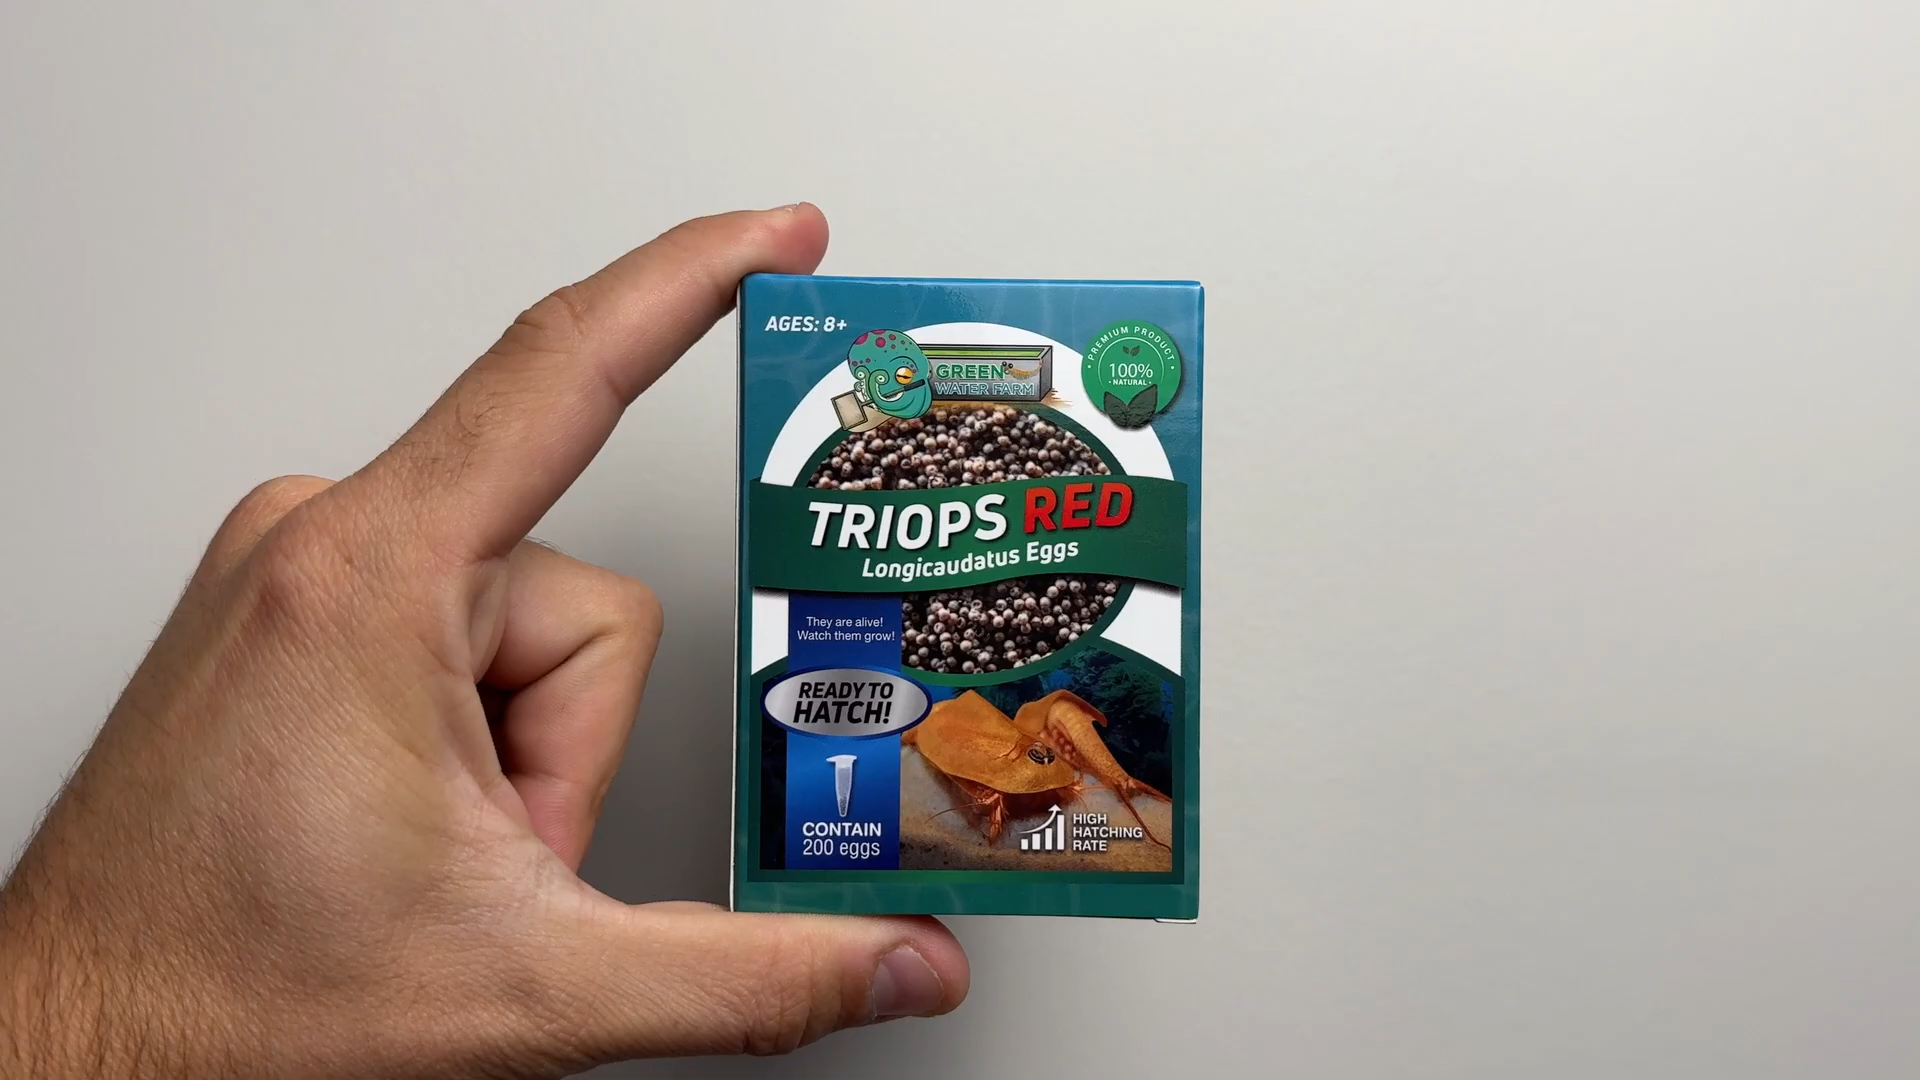 AGES: 8+
GREEN
WATER FARM
PREMIUM PRODUCT
100%
NATURAL
TRIOPS RED
Longicaudatus Eggs
They are alive!
Watch them grow!
READY TO
HATCH!
CONTAIN
200 eggs
HIGH
HATCHING
RATE